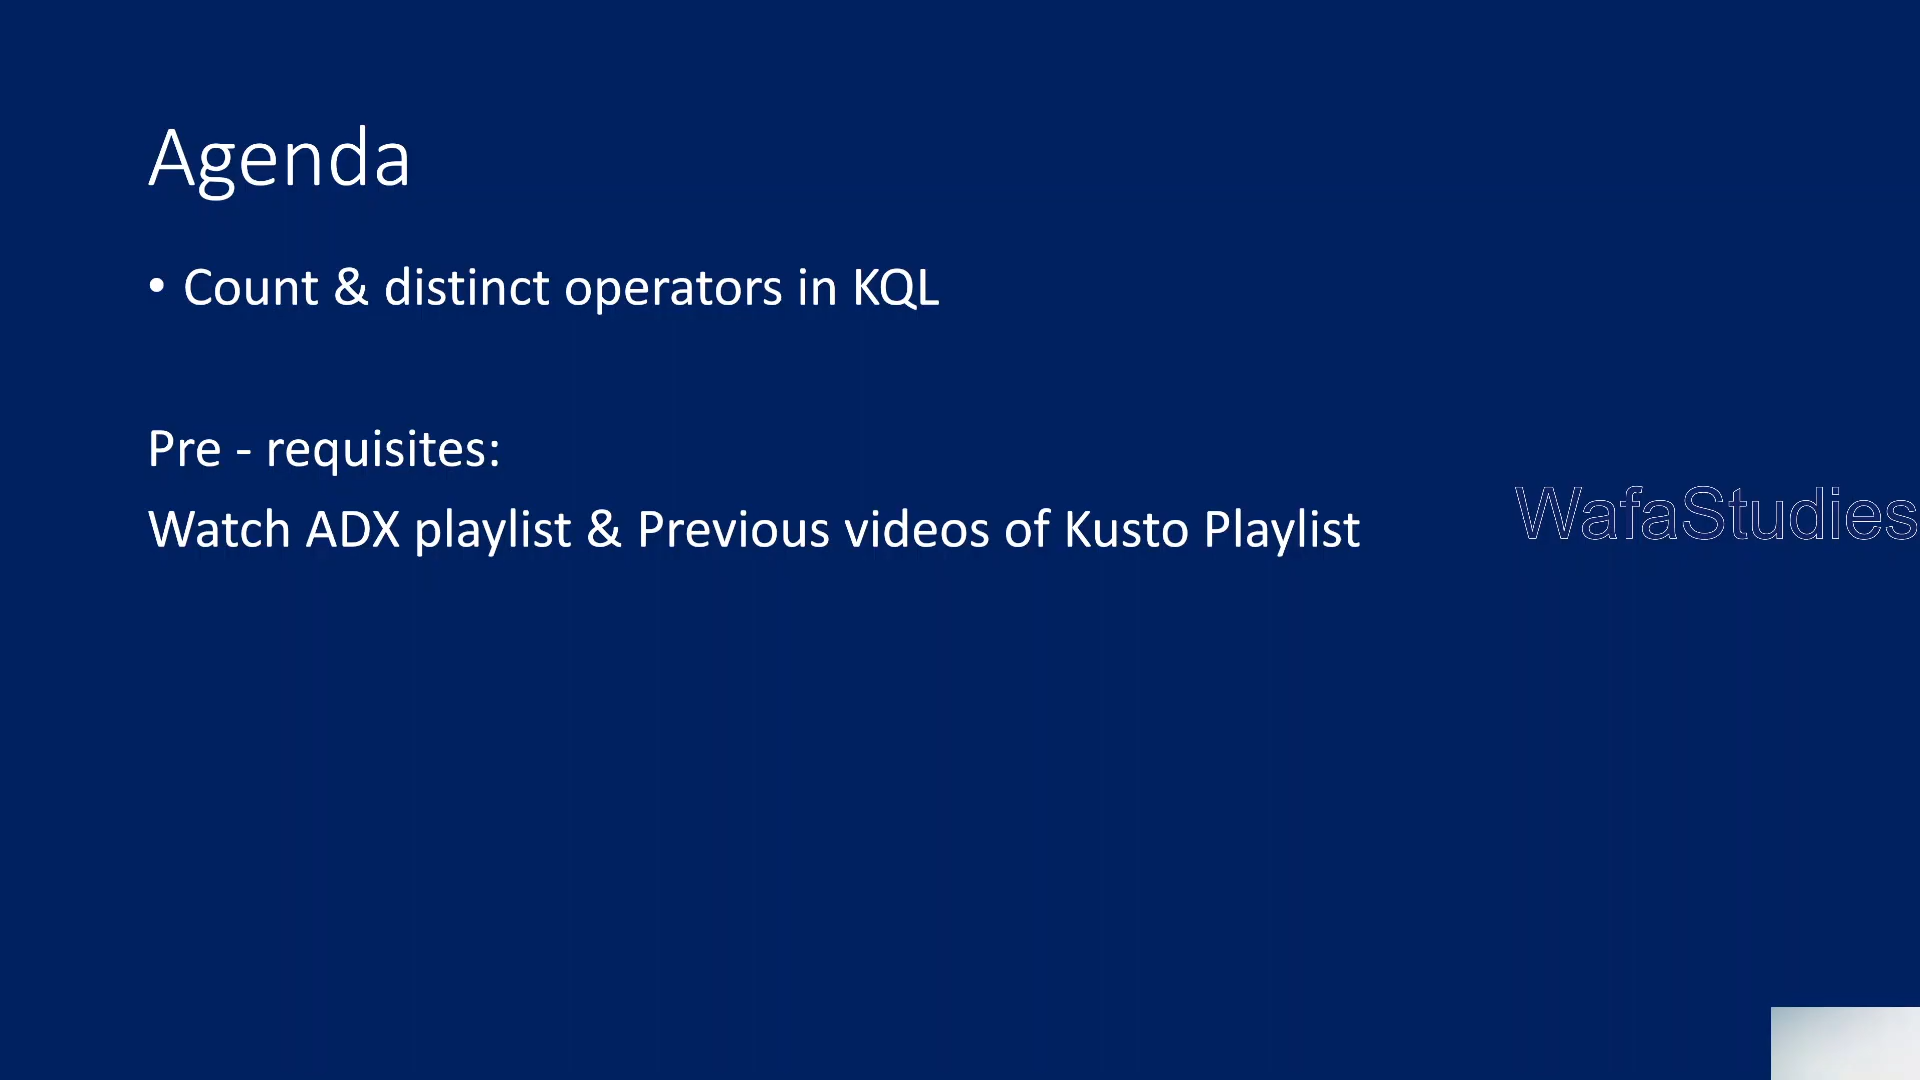 Agenda
• Count & distinct operators in KQL
Pre - requisites:
Watch ADX playlist & Previous videos of Kusto Playlist
WafaStudies